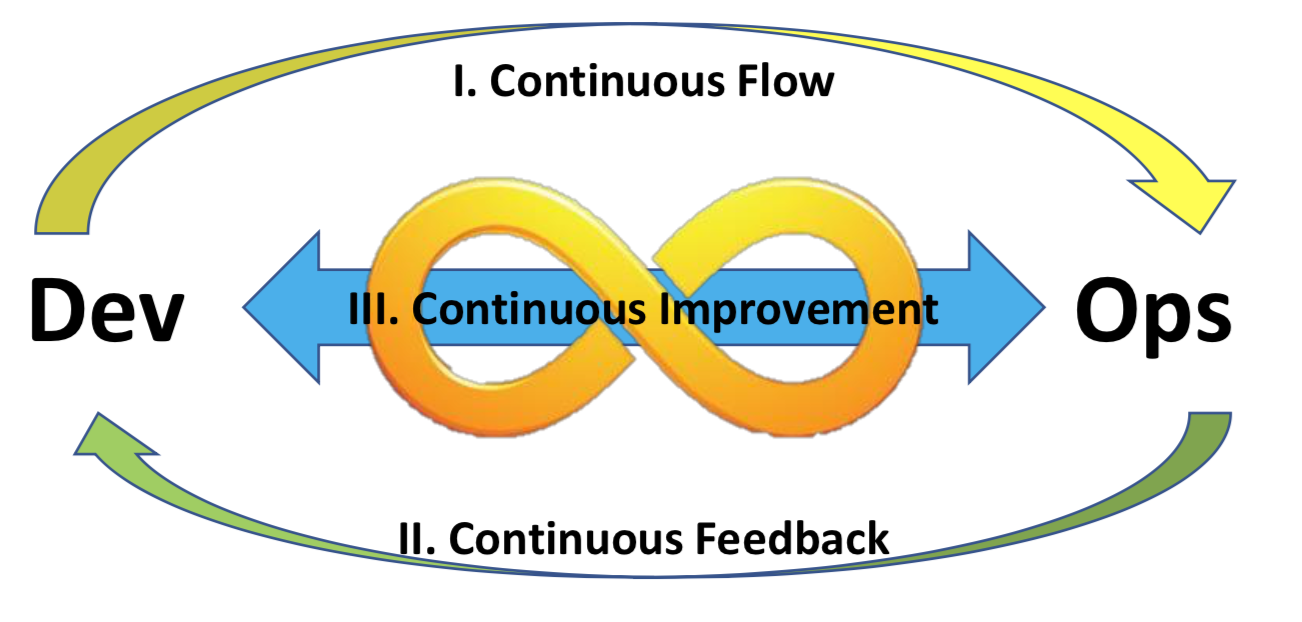 I. Continuous Flow
Dev
III. Continuous Improvement
Ops
II. Continuous Feedback